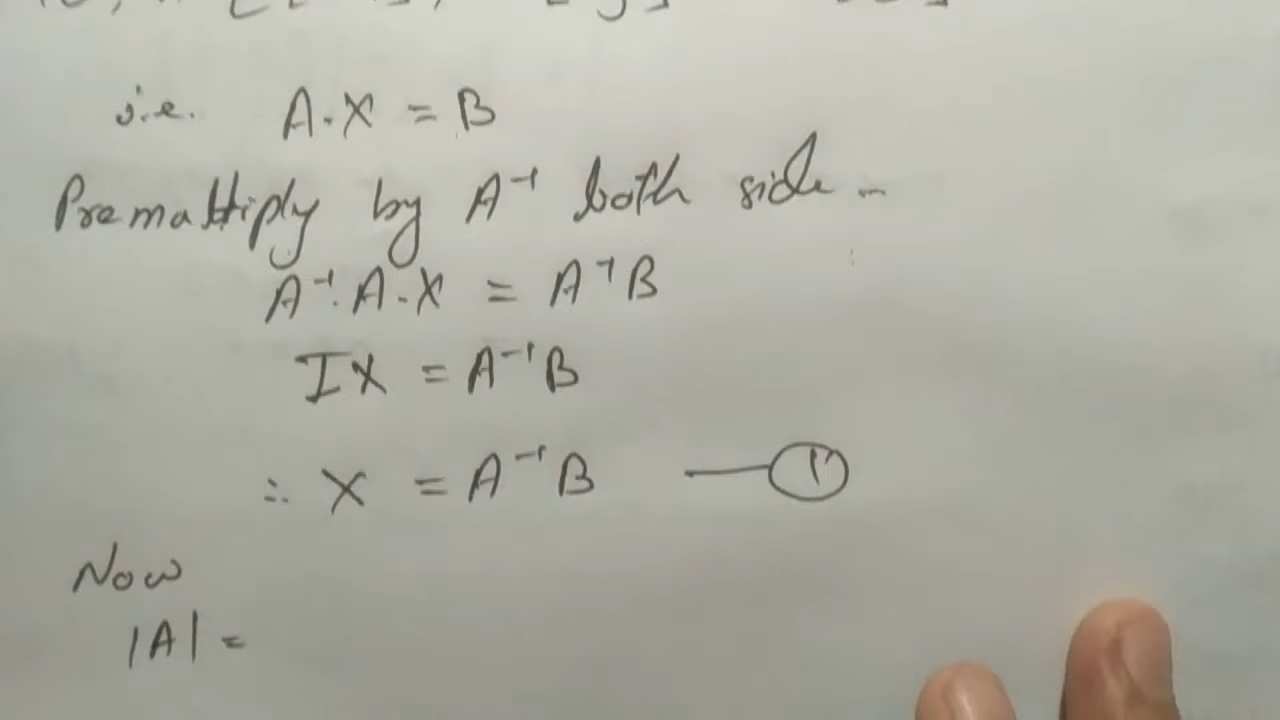 i.e. A.X = B
Premultiply by A⁻¹ both side -
A⁻¹.A.X = A⁻¹B
IX = A⁻¹B
∴ X = A⁻¹B —①
Now
|A| =